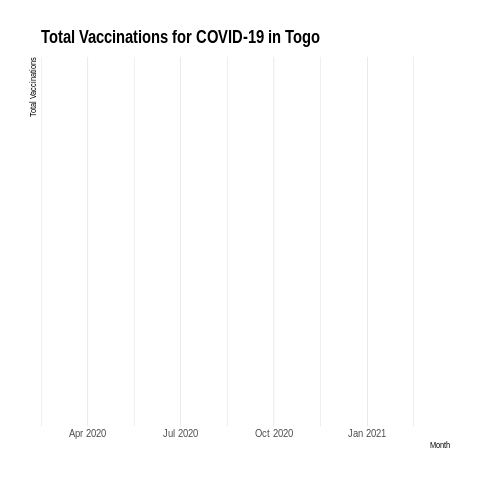 Total Vaccinations for COVID-19 in Togo
Total Vaccinations
Apr 2020 Jul 2020 Oct 2020 Jan 2021
Month